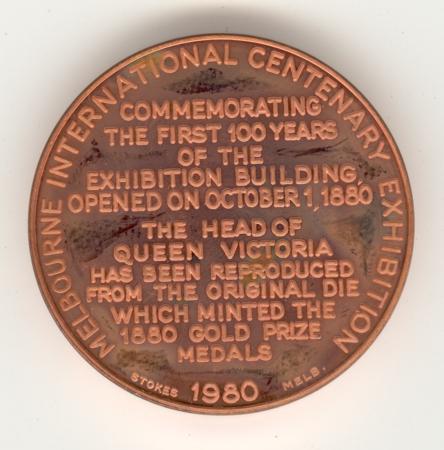 MELBOURNE INTERNATIONAL CENTENARY EXHIBITION
COMMEMORATING
THE FIRST 100 YEARS
OF THE
EXHIBITION BUILDING,
OPENED ON OCTOBER 1, 1880
THE HEAD OF
QUEEN VICTORIA
HAS BEEN REPRODUCED
FROM THE ORIGINAL DIE
WHICH MINTED THE
1880 GOLD PRIZE
MEDALS
STOKES 1980 MELB.